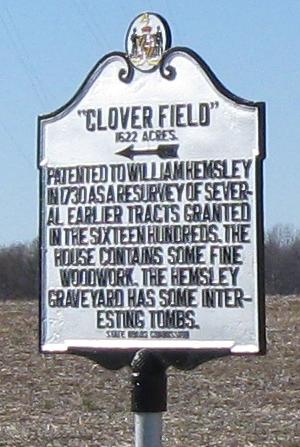 "CLOVER FIELD"
1622 ACRES.
PATENTED TO WILLIAM HEMSLEY
IN 1730 AS A RESURVEY OF SEVER-
AL EARLIER TRACTS GRANTED
IN THE SIXTEEN HUNDREDS. THE
HOUSE CONTAINS SOME FINE
WOODWORK. THE HEMSLEY
GRAVEYARD HAS SOME INTER-
ESTING TOMBS.
STATE ROADS COMMISSION